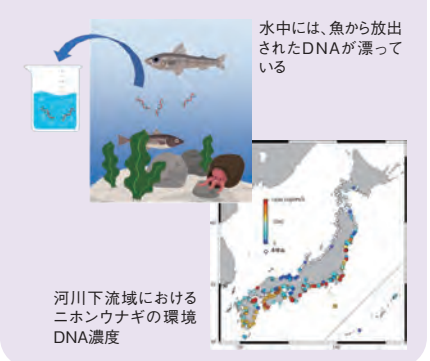 水中には、魚から放出
されたDNAが漂って
いる
河川下流域における
ニホンウナギの環境
DNA濃度